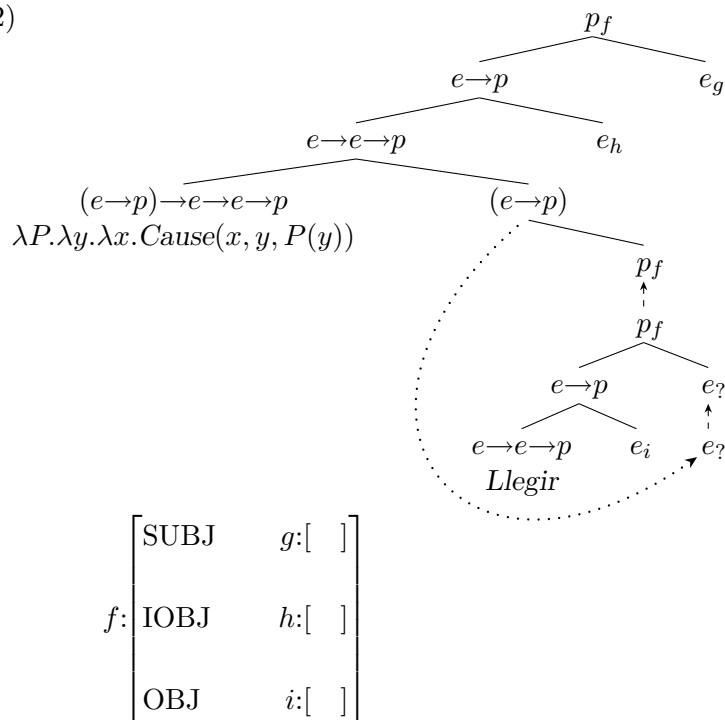 2)
p_f
e→p e_g
e→e→p e_h
(e→p)→e→e→p (e→p)
λP.λy.λx.Cause(x, y, P(y))
p_f
p_f
e→p e_?
e→e→p e_i e_?
Llegir
f:[SUBJ g:[ ]
IOBJ h:[ ]
OBJ i:[ ]]